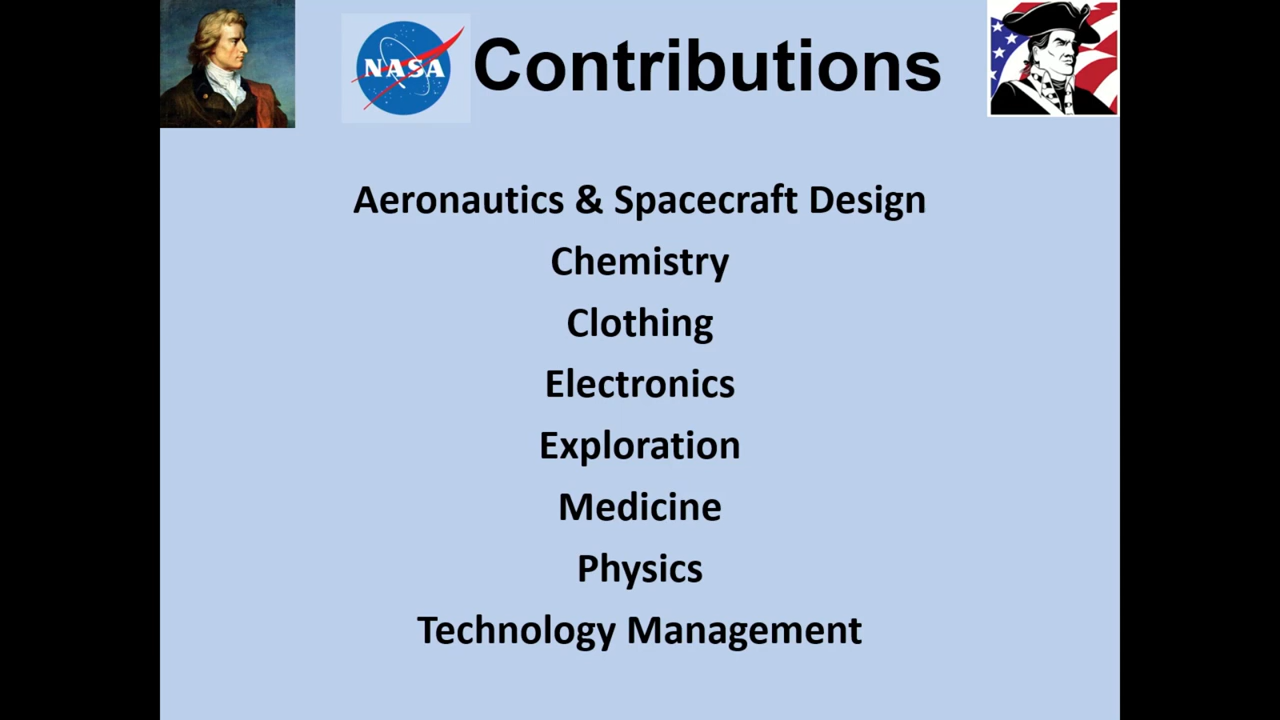 NASA Contributions
Aeronautics & Spacecraft Design
Chemistry
Clothing
Electronics
Exploration
Medicine
Physics
Technology Management